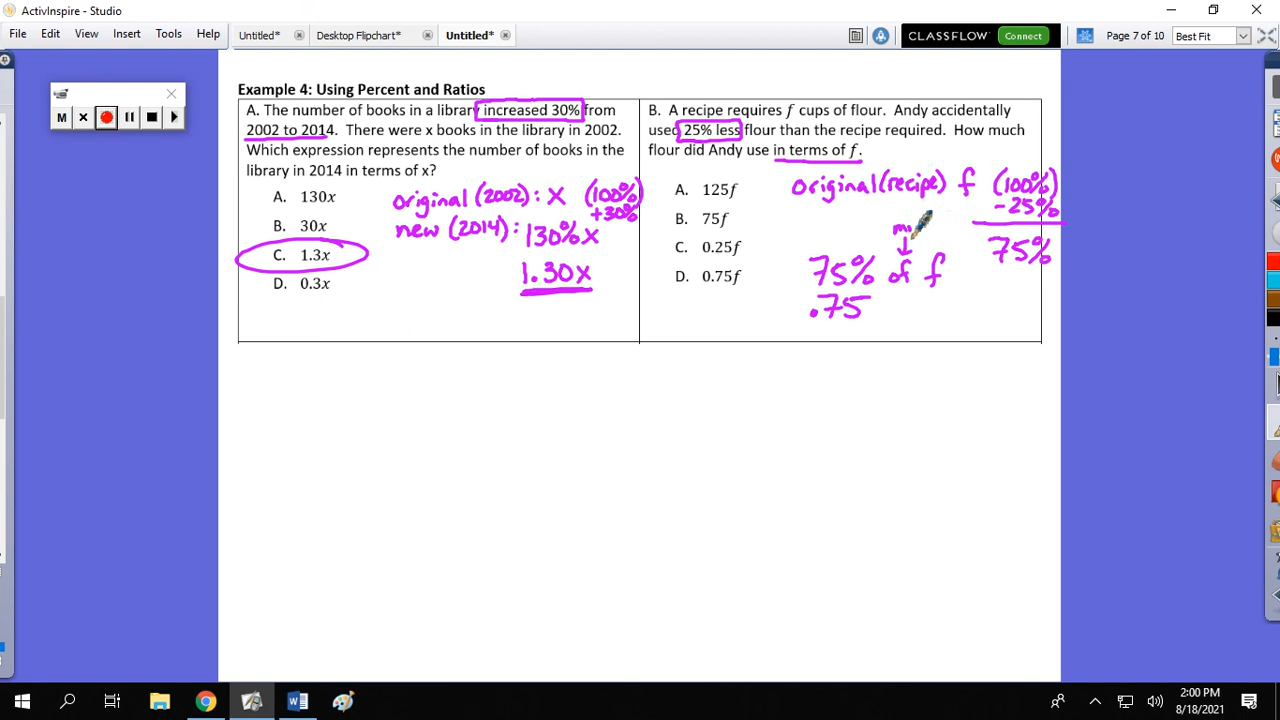 ActivInspire - Studio
File Edit View Insert Tools Help
Untitled* Desktop Flipchart* Untitled*
CLASSFLOW Connect
Page 7 of 10 Best Fit
M
Example 4: Using Percent and Ratios
A. The number of books in a library increased 30% from
2002 to 2014. There were x books in the library in 2002.
Which expression represents the number of books in the
library in 2014 in terms of x?
A. 130x
B. 30x
C. 1.3x
D. 0.3x
original (2002): x (100%)
+30%
new (2014): 130%x
1.30x
B. A recipe requires f cups of flour. Andy accidentally
used 25% less flour than the recipe required. How much
flour did Andy use in terms of f.
A. 125f
B. 75f
C. 0.25f
D. 0.75f
original (recipe) f (100%)
-25%
75%
75% of f
.75
2:00 PM
8/18/2021